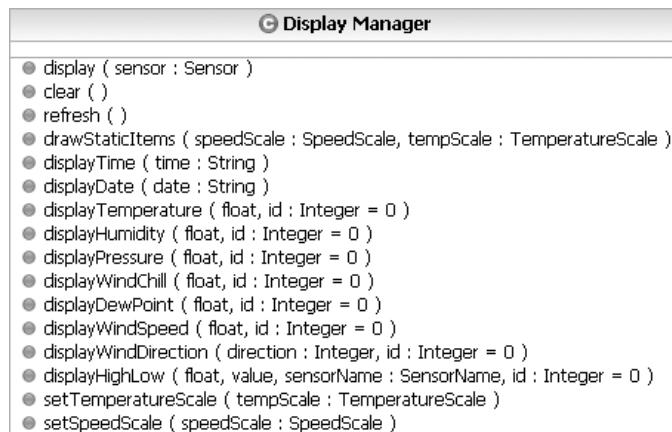 C Display Manager
display ( sensor : Sensor )
clear ( )
refresh ( )
drawStaticItems ( speedScale : SpeedScale, tempScale : TemperatureScale )
displayTime ( time : String )
displayDate ( date : String )
displayTemperature ( float, id : Integer = 0 )
displayHumidity ( float, id : Integer = 0 )
displayPressure ( float, id : Integer = 0 )
displayWindChill ( float, id : Integer = 0 )
displayDewPoint ( float, id : Integer = 0 )
displayWindSpeed ( float, id : Integer = 0 )
displayWindDirection ( direction : Integer, id : Integer = 0 )
displayHighLow ( float, value, sensorName : SensorName, id : Integer = 0 )
setTemperatureScale ( tempScale : TemperatureScale )
setSpeedScale ( speedScale : SpeedScale )